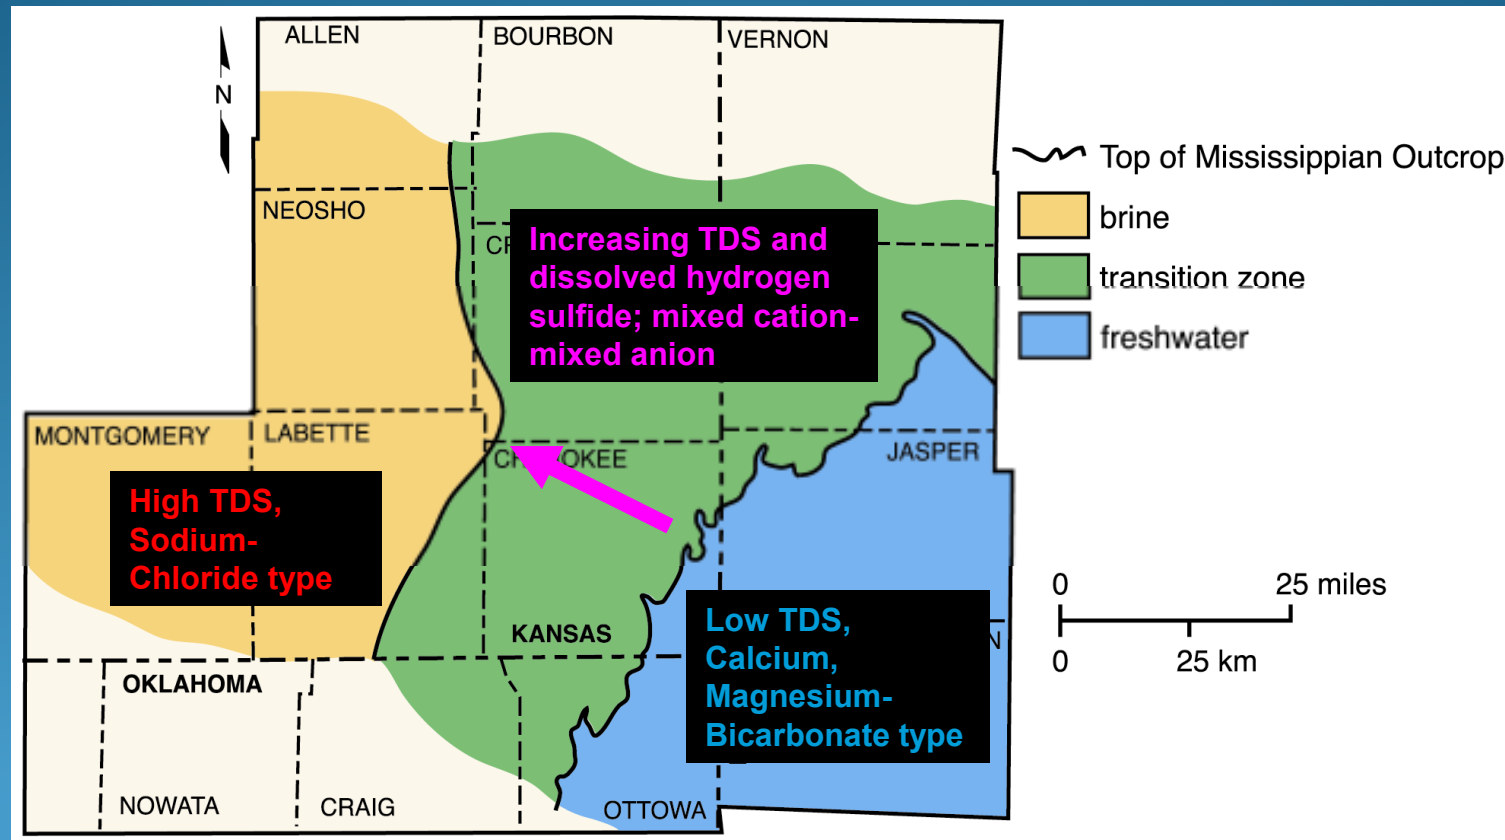 ALLEN
BOURBON
VERNON
N
Top of Mississippian Outcrop
NEOSHO
brine
Increasing TDS and
dissolved hydrogen
sulfide; mixed cation-
mixed anion
transition zone
freshwater
MONTGOMERY
LABETTE
JASPER
High TDS,
Sodium-
Chloride type
0
25 miles
0
25 km
KANSAS
Low TDS,
Calcium,
Magnesium-
Bicarbonate type
OKLAHOMA
NOWATA
CRAIG
OTTOWA